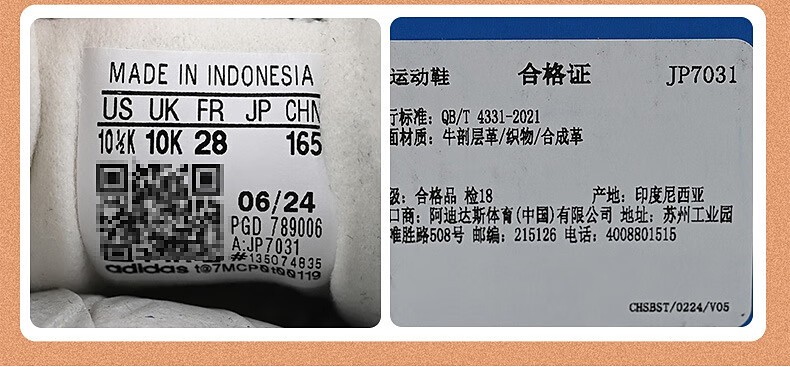 MADE IN INDONESIA
US UK FR JP CHN
10½K 10K 28 165
06/24
PGD 789006
A:JP7031
#135074835
adidas t@7MCP0t00119
运动鞋 合格证 JP7031
行标准：QB/T 4331-2021
面材质：牛剖层革/织物/合成革
级：合格品 检18 产地：印度尼西亚
口商：阿迪达斯体育(中国)有限公司 地址：苏州工业园
唯胜路508号 邮编：215126 电话：4008801515
CHSBST/0224/V05